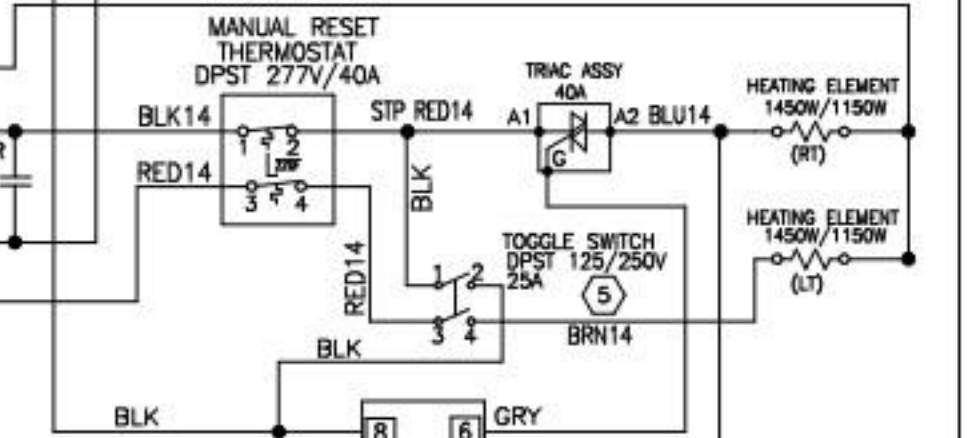 MANUAL RESET
THERMOSTAT
DPST 277V/40A
TRIAC ASSY
40A
HEATING ELEMENT
1450W/1150W
BLK14
STP RED14
A1
A2
BLU14
1
2
(RT)
R
G
RED14
BLK
3
4
HEATING ELEMENT
1450W/1150W
TOGGLE SWITCH
DPST 125/250V
25A
RED14
1
2
(LT)
5
3
4
BRN14
BLK
BLK
8
6
GRY